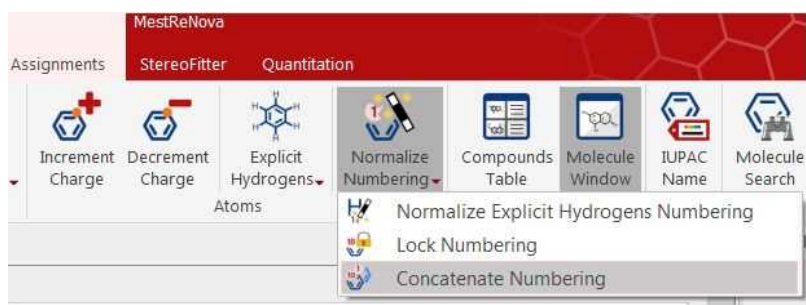 MestReNova
Assignments StereoFitter Quantitation
Increment Decrement Explicit Normalize Compounds Molecule IUPAC Molecule
Charge Charge Hydrogens Numbering Table Window Name Search
Atoms
Normalize Explicit Hydrogens Numbering
Lock Numbering
Concatenate Numbering